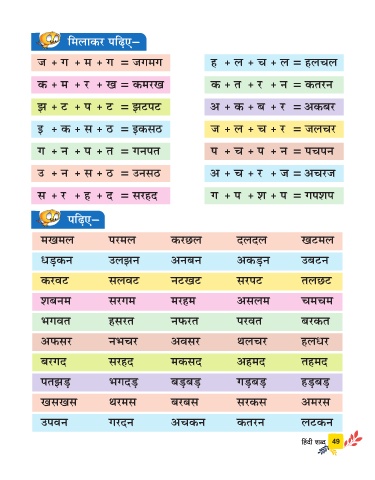 मिलाकर पढ़िए–
ज + ग + म + ग = जगमग ह + ल + च + ल = हलचल
क + म + र + ख = कमरख क + त + र + न = कतरन
झ + ट + प + ट = झटपट अ + क + ब + र = अकबर
इ + क + स + ठ = इकसठ ज + ल + च + र = जलचर
ग + न + प + त = गनपत प + च + प + न = पचपन
उ + न + स + ठ = उनसठ अ + च + र + ज = अचरज
स + र + ह + द = सरहद ग + प + श + प = गपशप
पढ़िए–
मखमल परमल करछल दलदल खटमल
धड़कन उलझन अनबन अकड़न उबटन
करवट सलवट नटखट सरपट तलछट
शबनम सरगम मरहम असलम चमचम
भगवत हसरत नफरत परवत बरकत
अफसर नभचर अवसर थलचर हलधर
बरगद सरहद मकसद अहमद तहमद
पतझड़ भगदड़ बड़बड़ गड़बड़ हड़बड़
खसखस थरमस बरबस सरकस अमरस
उपवन गरदन अचकन कतरन लटकन
हिंदी शब्द 49